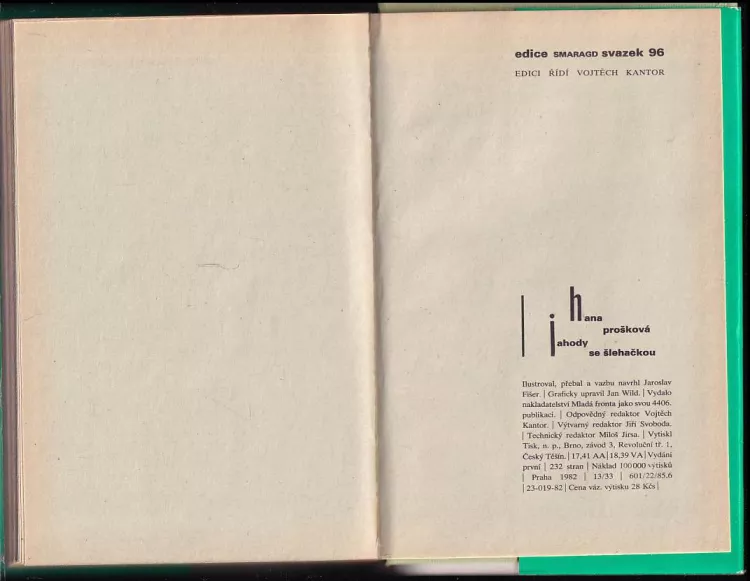 edice SMARAGD svazek 96
EDICI ŘÍDÍ VOJTĚCH KANTOR
hana
prošková
jahody
se šlehačkou
Ilustroval, přebal a vazbu navrhl Jaroslav
Fišer. | Graficky upravil Jan Wild. | Vydalo
nakladatelství Mladá fronta jako svou 4406.
publikaci. | Odpovědný redaktor Vojtěch
Kantor. | Výtvarný redaktor Jiří Svoboda.
| Technický redaktor Miloš Jirsa. | Vytiskl
Tisk, n. p., Brno, závod 3, Revoluční tř. 1,
Český Těšín. | 17,41 AA | 18,39 VA | Vydání
první | 232 stran | Náklad 100 000 výtisků
| Praha 1982 | 13/33 | 601/22/85.6
| 23-019-82 | Cena váz. výtisku 28 Kčs |